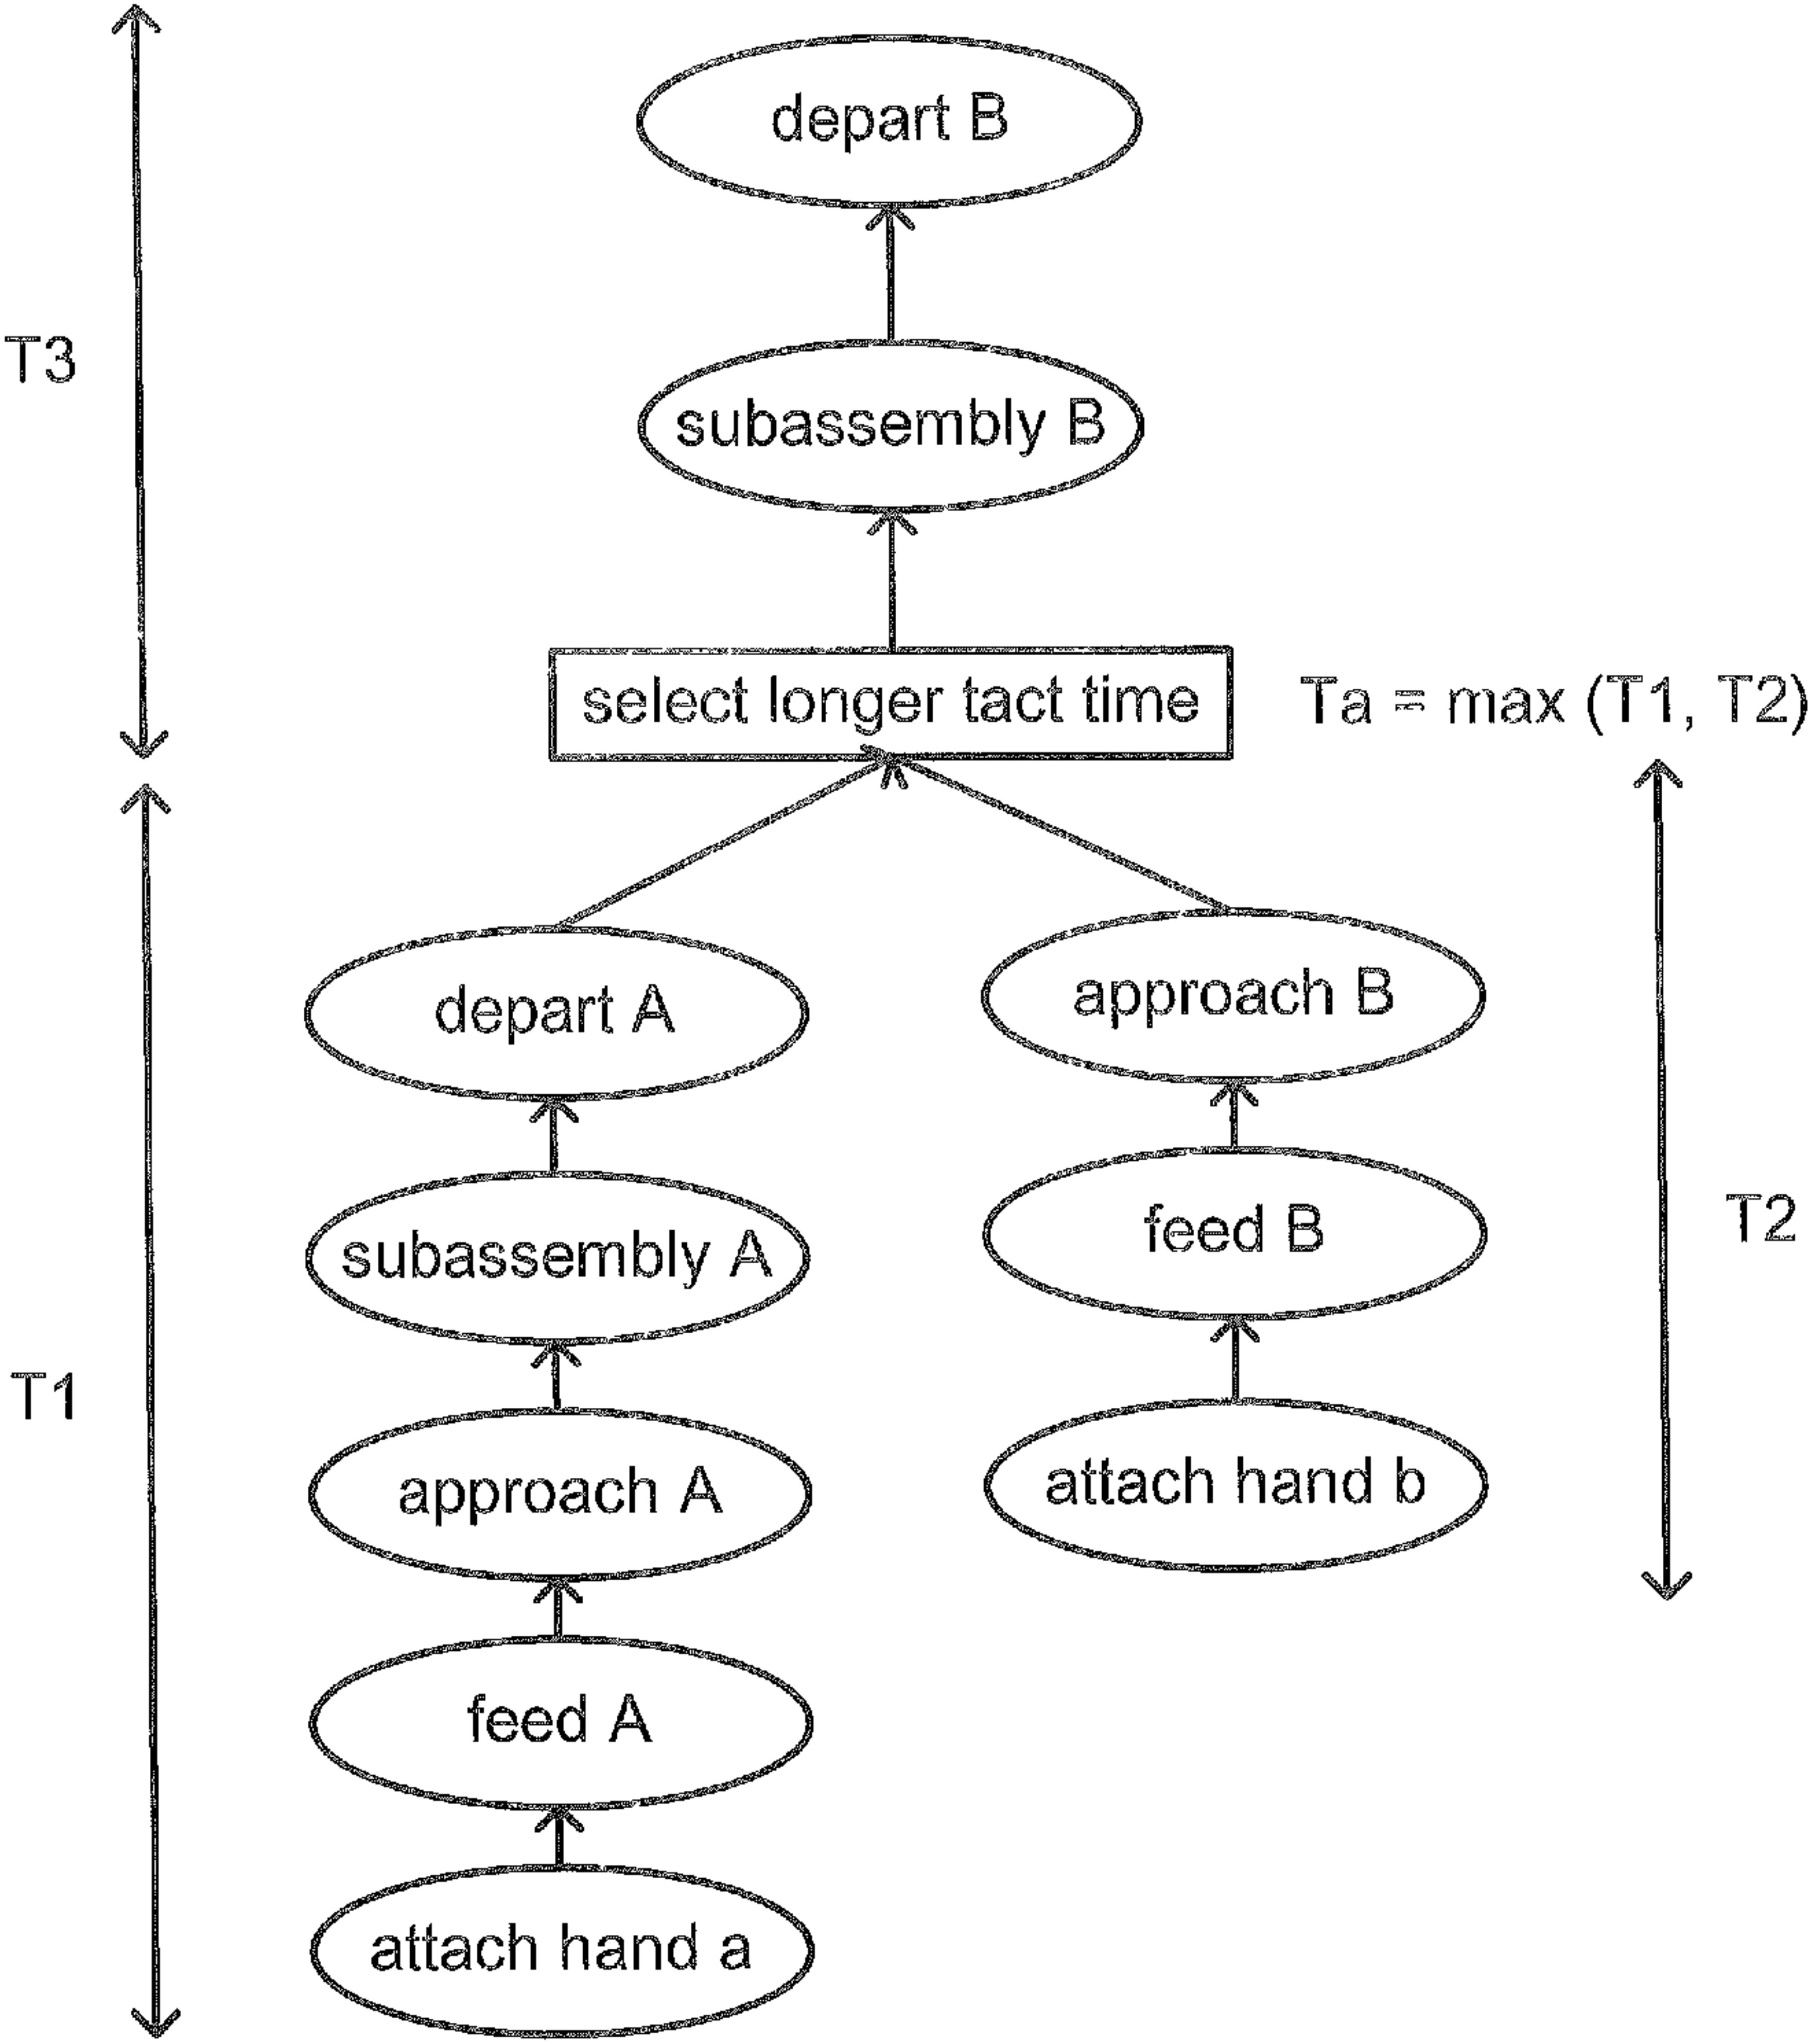 depart B
T3
subassembly B
select longer tact time
Ta = max (T1, T2)
depart A
approach B
subassembly A
feed B
T2
T1
approach A
attach hand b
feed A
attach hand a